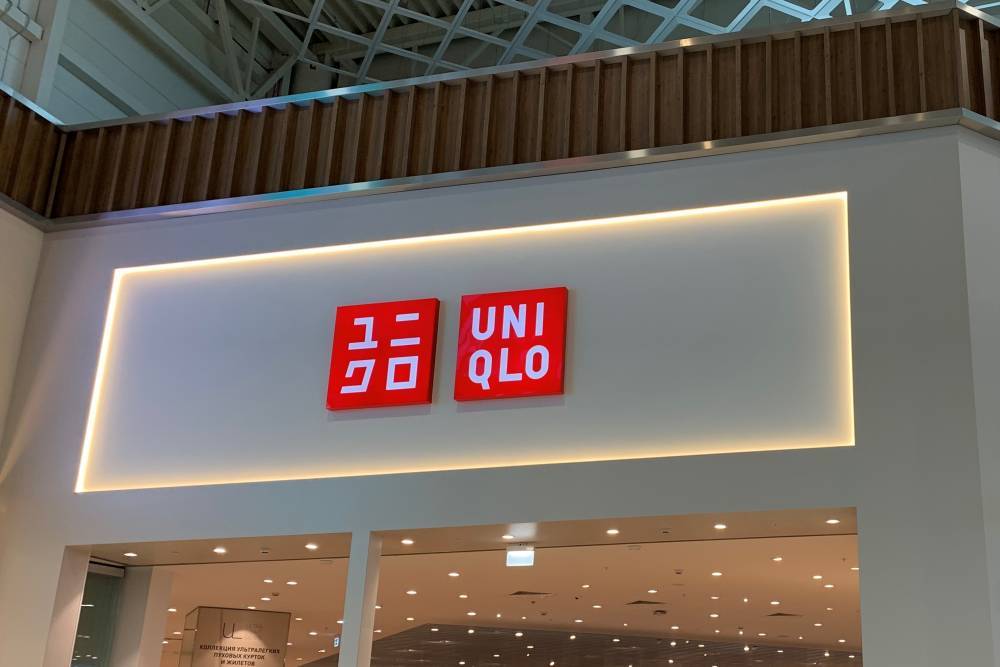 ユニ
クロ
UNI
QLO
U
КОЛЛЕКЦИЯ УЛЬТРАЛЕГКИХ
ПУХОВЫХ КУРТОК
И ЖИЛЕТОВ